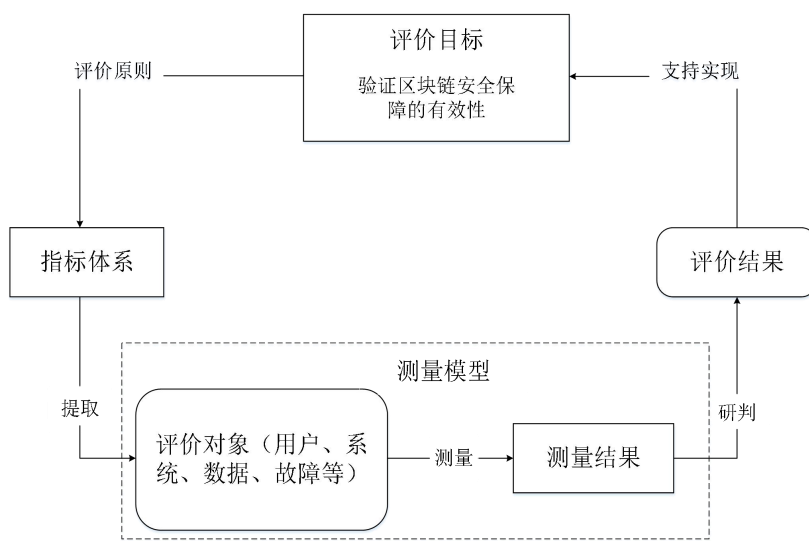 评价目标
评价原则
支持实现
验证区块链安全保
障的有效性
指标体系
评价结果
测量模型
提取
研判
评价对象（用户、系
统、数据、故障等）
测量
测量结果